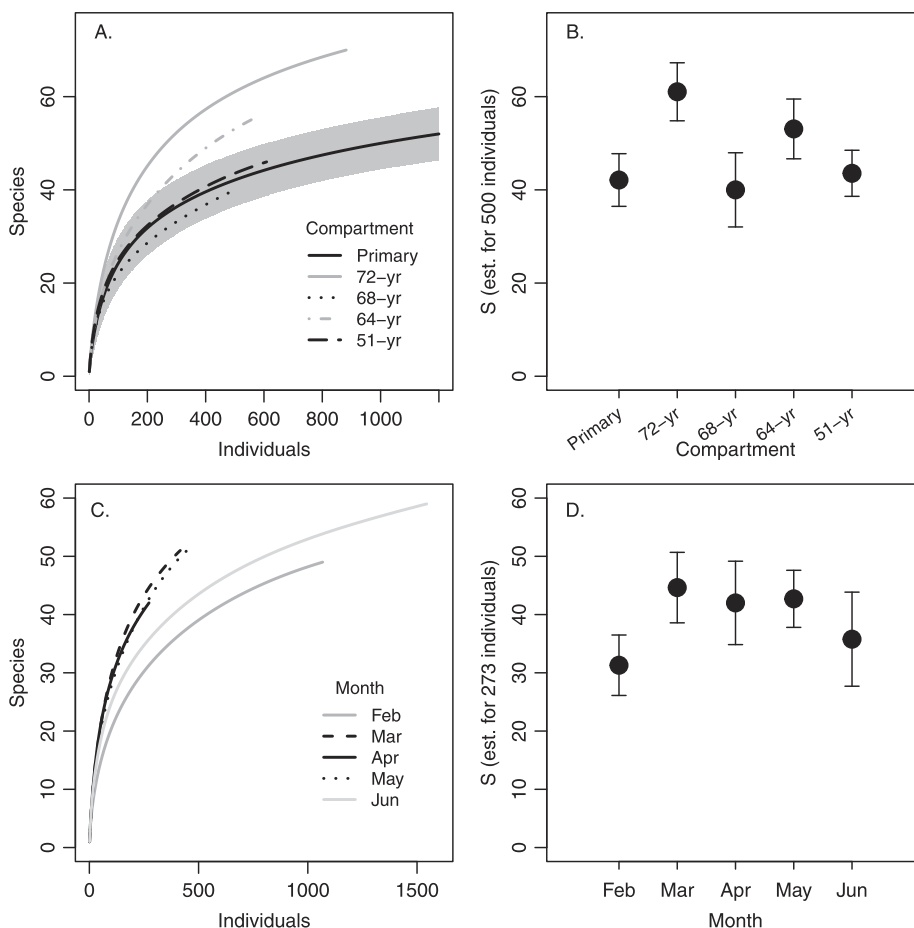 A.
Species
0
20
40
60
0 200 400 600 800 1000
Individuals
Compartment
Primary
72−yr
68−yr
64−yr
51−yr
B.
S (est. for 500 individuals)
0
20
40
60
Primary 72−yr 68−yr 64−yr 51−yr
Compartment
C.
Species
0
10
20
30
40
50
60
0 500 1000 1500
Individuals
Month
Feb
Mar
Apr
May
Jun
D.
S (est. for 273 individuals)
0
10
20
30
40
50
60
Feb Mar Apr May Jun
Month